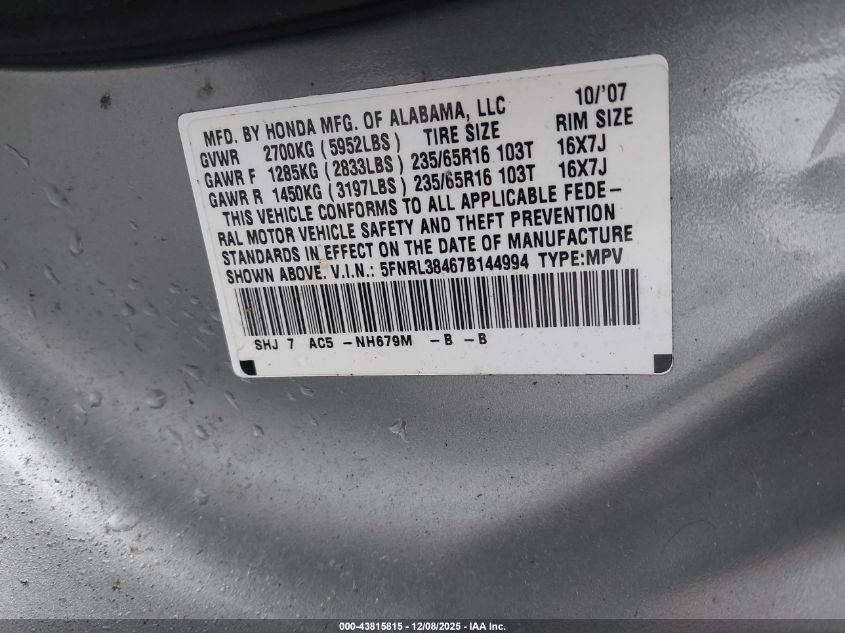 MFD. BY HONDA MFG. OF ALABAMA, LLC 10/'07
GVWR 2700KG (5952LBS) TIRE SIZE RIM SIZE
GAWR F 1285KG (2833LBS) 235/65R16 103T 16X7J
GAWR R 1450KG (3197LBS) 235/65R16 103T 16X7J
THIS VEHICLE CONFORMS TO ALL APPLICABLE FEDE-
RAL MOTOR VEHICLE SAFETY AND THEFT PREVENTION
STANDARDS IN EFFECT ON THE DATE OF MANUFACTURE
SHOWN ABOVE. V.I.N.: 5FNRL38467B144994 TYPE:MPV
SHJ 7 AC5 -NH679M -B -B
000-43815815 | 12/08/2025 - IAA Inc.